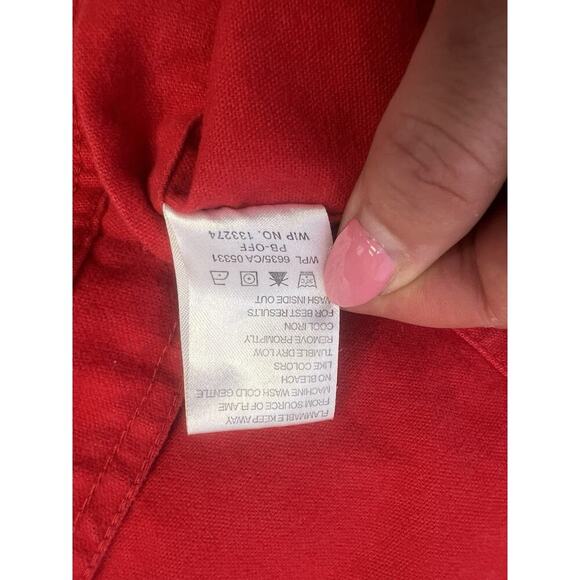 FLAMMABLE KEEP AWAY
FROM SOURCE OF FLAME
MACHINE WASH COLD GENTLE
NO BLEACH
LIKE COLORS
TUMBLE DRY LOW
REMOVE PROMPTLY
COOL IRON
FOR BEST RESULTS
WASH INSIDE OUT
WPL 6635/CA 05331
PB-OFF
WIP NO. 133274